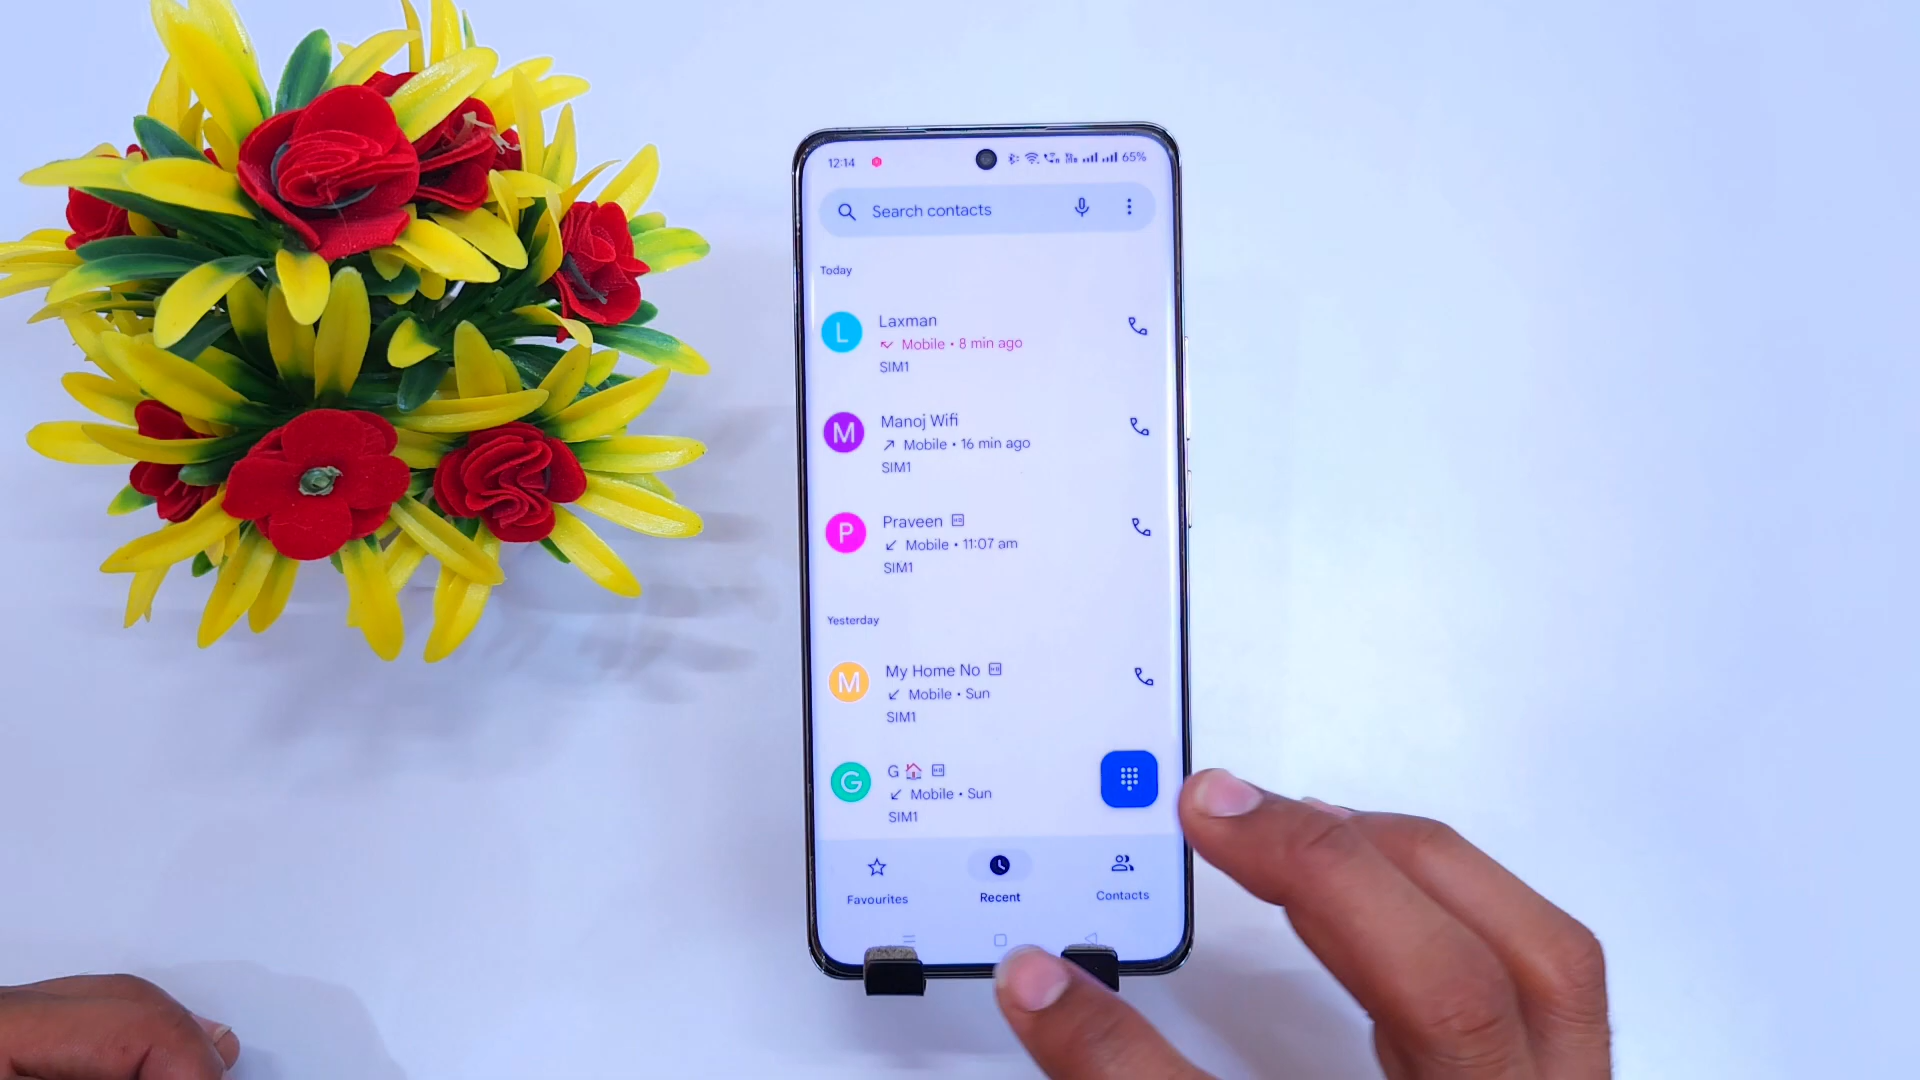 12:14
65%
Search contacts
Today
L
Laxman
Mobile • 8 min ago
SIM1
M
Manoj Wifi
Mobile • 16 min ago
SIM1
P
Praveen
Mobile • 11:07 am
SIM1
Yesterday
M
My Home No
Mobile • Sun
SIM1
G
G
Mobile • Sun
SIM1
Favourites
Recent
Contacts